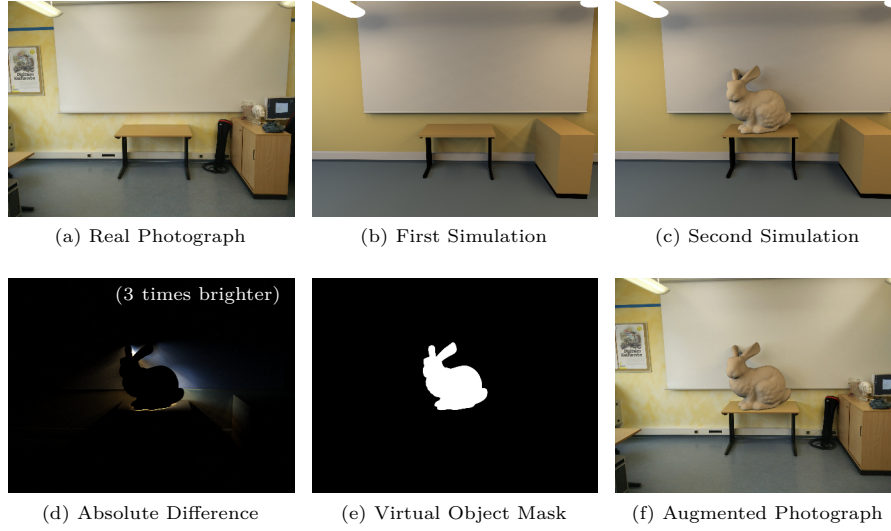 (a) Real Photograph
(b) First Simulation
(c) Second Simulation
(3 times brighter)
(d) Absolute Difference
(e) Virtual Object Mask
(f) Augmented Photograph